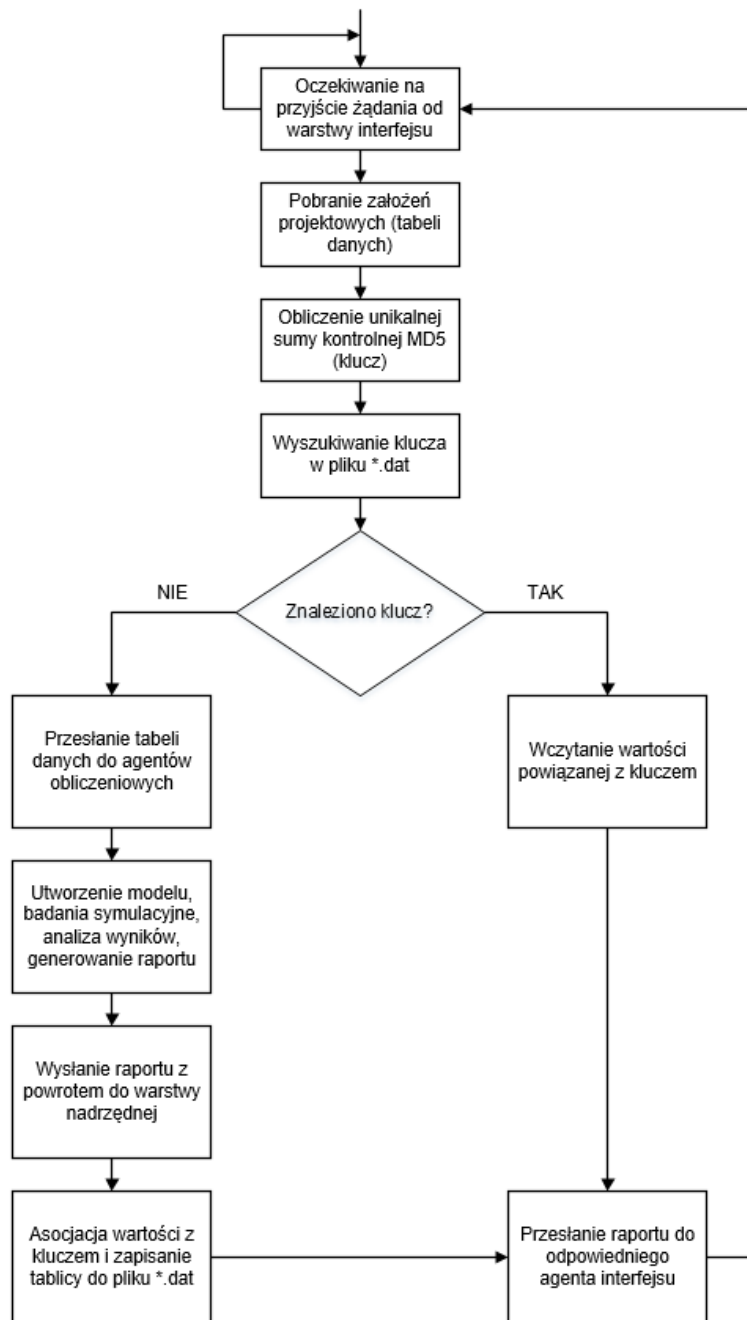 Oczekiwanie na
przyjście żądania od
warstwy interfejsu
Pobranie założeń
projektowych (tabeli
danych)
Obliczenie unikalnej
sumy kontrolnej MD5
(klucz)
Wyszukiwanie klucza
w pliku *.dat
Znaleziono klucz?
NIE
TAK
Przesłanie tabeli
danych do agentów
obliczeniowych
Utworzenie modelu,
badania symulacyjne,
analiza wyników,
generowanie raportu
Wysłanie raportu z
powrotem do warstwy
nadrzędnej
Asocjacja wartości z
kluczem i zapisanie
tablicy do pliku *.dat
Wczytanie wartości
powiązanej z kluczem
Przesłanie raportu do
odpowiedniego
agenta interfejsu